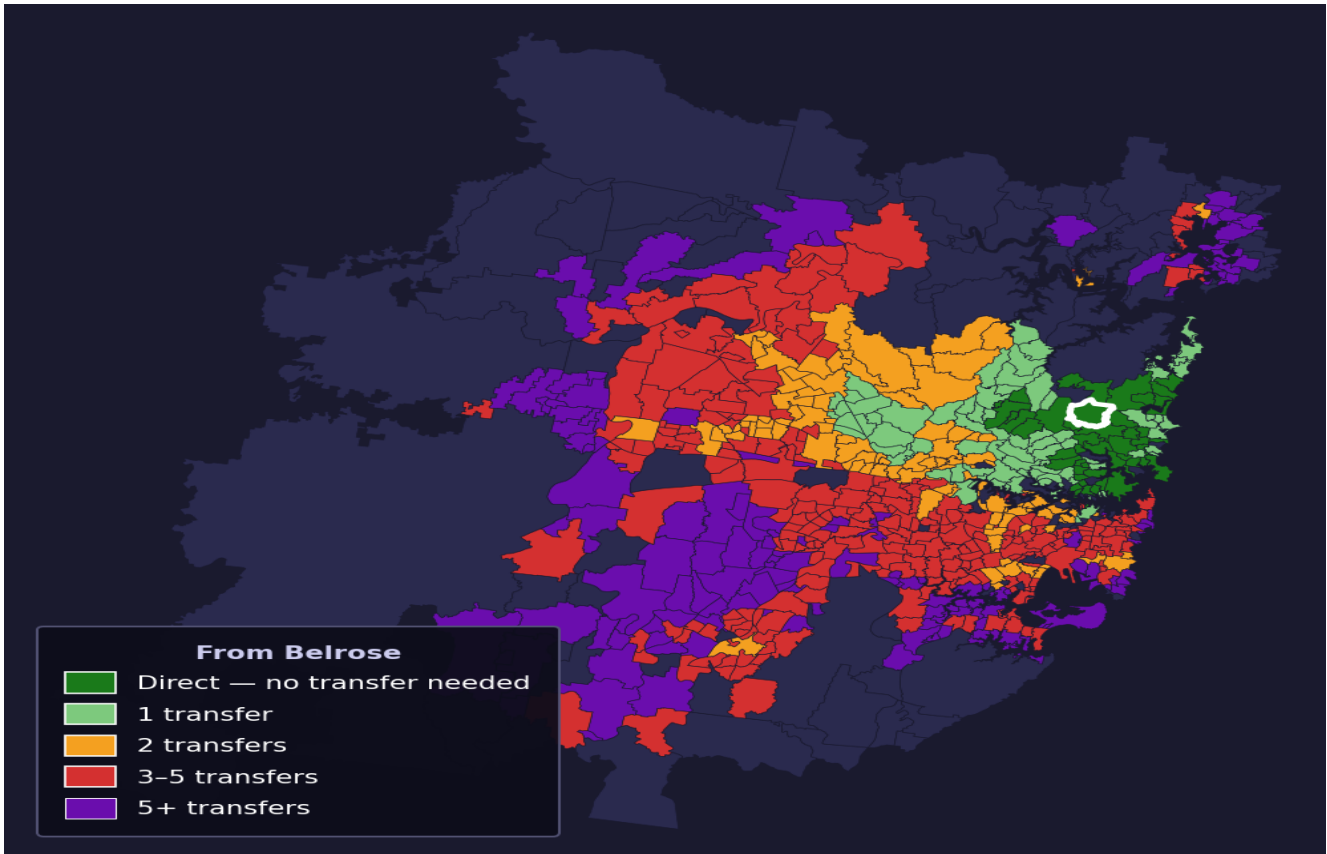 From Belrose
Direct — no transfer needed
1 transfer
2 transfers
3–5 transfers
5+ transfers